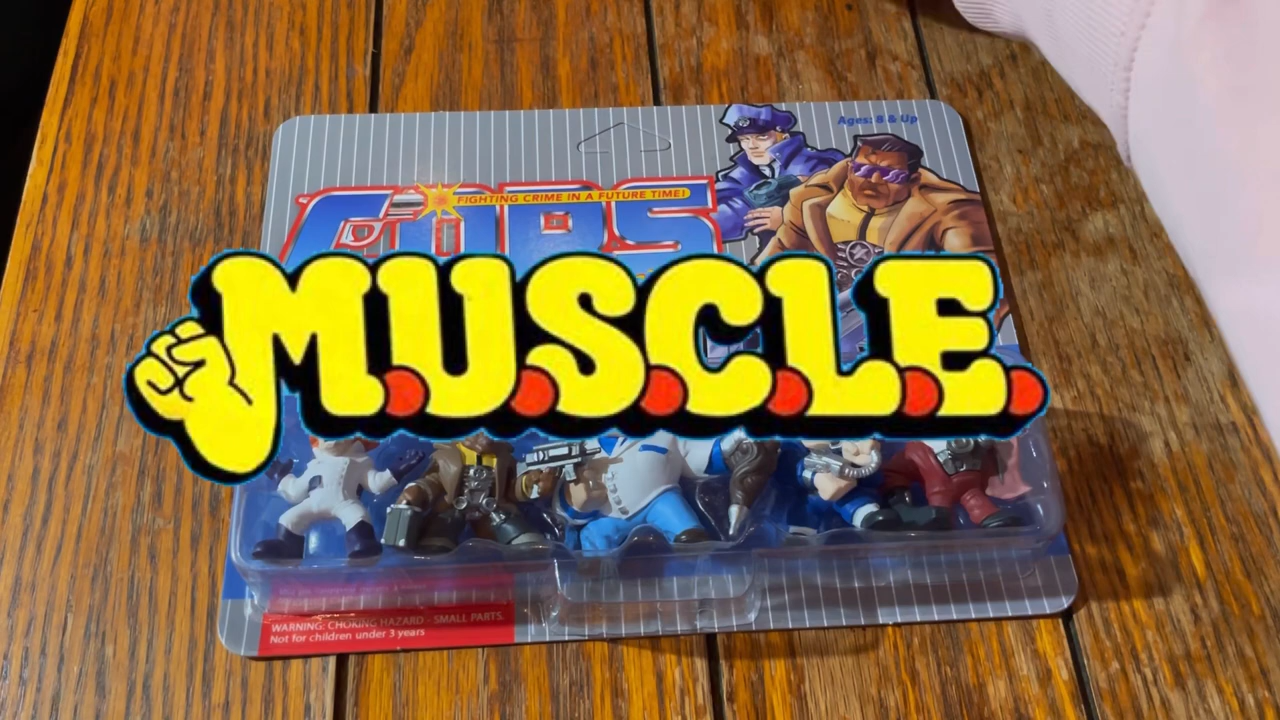 Ages: 8 & Up
FIGHTING CRIME IN A FUTURE TIME!
COPS
M.U.S.C.L.E.
WARNING: CHOKING HAZARD - SMALL PARTS.
Not for children under 3 years